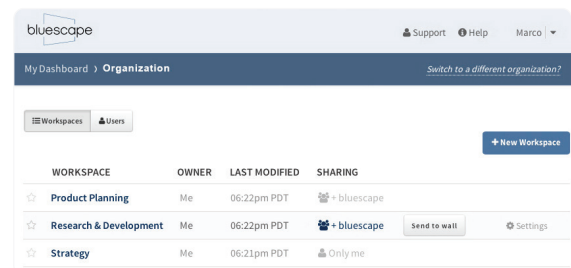 bluescape
Support Help Marco
My Dashboard › Organization Switch to a different organization?
Workspaces Users
+ New Workspace
WORKSPACE OWNER LAST MODIFIED SHARING
Product Planning Me 06:22pm PDT + bluescape
Research & Development Me 06:22pm PDT + bluescape Send to wall Settings
Strategy Me 06:21pm PDT Only me